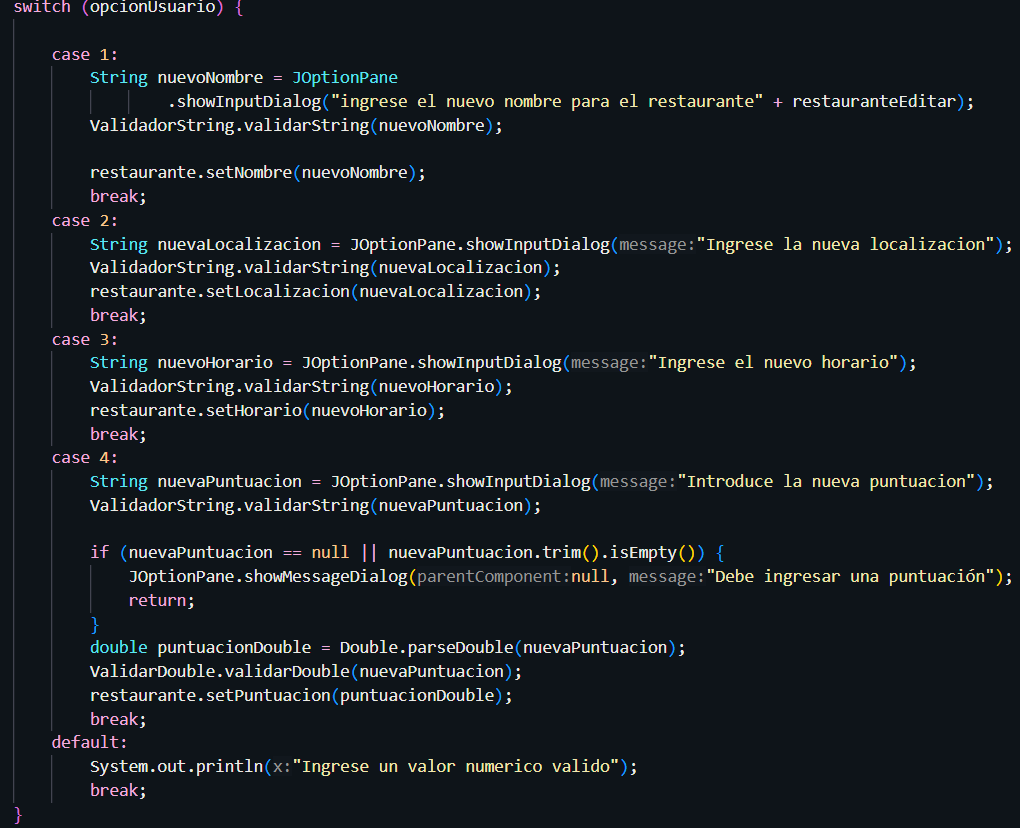 switch (opcionUsuario) {
case 1:
String nuevoNombre = JOptionPane
.showInputDialog("ingrese el nuevo nombre para el restaurante" + restauranteEditar);
ValidadorString.validarString(nuevoNombre);
restaurante.setNombre(nuevoNombre);
break;
case 2:
String nuevaLocalizacion = JOptionPane.showInputDialog(message:"Ingrese la nueva localizacion");
ValidadorString.validarString(nuevaLocalizacion);
restaurante.setLocalizacion(nuevaLocalizacion);
break;
case 3:
String nuevoHorario = JOptionPane.showInputDialog(message:"Ingrese el nuevo horario");
ValidadorString.validarString(nuevoHorario);
restaurante.setHorario(nuevoHorario);
break;
case 4:
String nuevaPuntuacion = JOptionPane.showInputDialog(message:"Introduce la nueva puntuacion");
ValidadorString.validarString(nuevaPuntuacion);
if (nuevaPuntuacion == null || nuevaPuntuacion.trim().isEmpty()) {
JOptionPane.showMessageDialog(parentComponent:null, message:"Debe ingresar una puntuación");
return;
}
double puntuacionDouble = Double.parseDouble(nuevaPuntuacion);
ValidarDouble.validarDouble(nuevaPuntuacion);
restaurante.setPuntuacion(puntuacionDouble);
break;
default:
System.out.println(x:"Ingrese un valor numerico valido");
break;
}